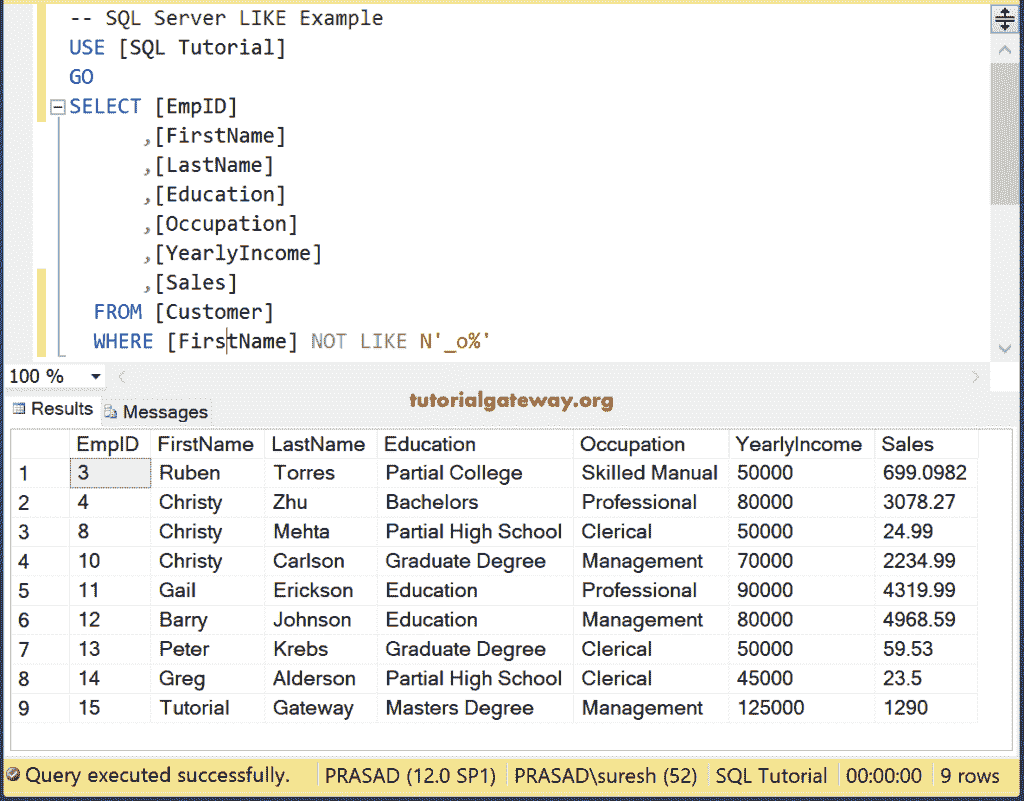 -- SQL Server LIKE Example
USE [SQL Tutorial]
GO
SELECT [EmpID]
,[FirstName]
,[LastName]
,[Education]
,[Occupation]
,[YearlyIncome]
,[Sales]
FROM [Customer]
WHERE [FirstName] NOT LIKE N'_o%'
100 %
tutorialgateway.org
Results Messages
EmpID FirstName LastName Education Occupation YearlyIncome Sales
1 3 Ruben Torres Partial College Skilled Manual 50000 699.0982
2 4 Christy Zhu Bachelors Professional 80000 3078.27
3 8 Christy Mehta Partial High School Clerical 50000 24.99
4 10 Christy Carlson Graduate Degree Management 70000 2234.99
5 11 Gail Erickson Education Professional 90000 4319.99
6 12 Barry Johnson Education Management 80000 4968.59
7 13 Peter Krebs Graduate Degree Clerical 50000 59.53
8 14 Greg Alderson Partial High School Clerical 45000 23.5
9 15 Tutorial Gateway Masters Degree Management 125000 1290
Query executed successfully. PRASAD (12.0 SP1) PRASAD\suresh (52) SQL Tutorial 00:00:00 9 rows